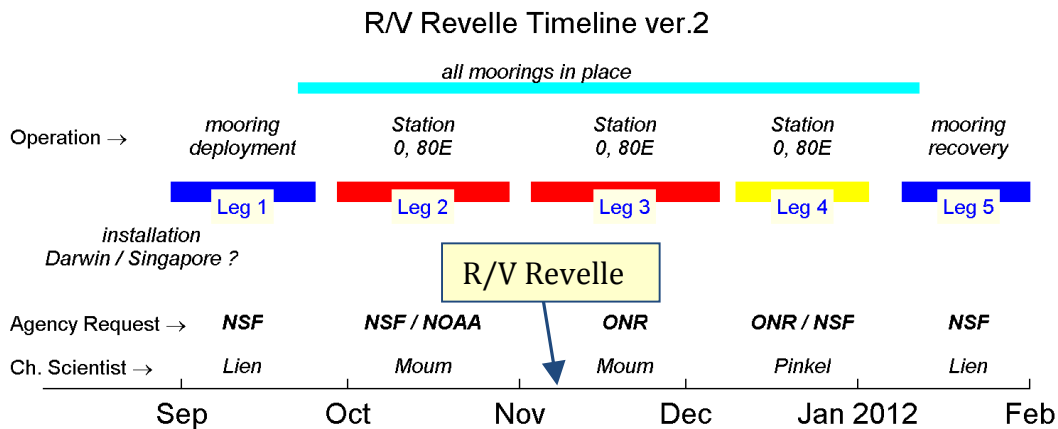 R/V Revelle Timeline ver.2
all moorings in place
Operation → mooring deployment Station 0, 80E Station 0, 80E Station 0, 80E mooring recovery
Leg 1 Leg 2 Leg 3 Leg 4 Leg 5
installation
Darwin / Singapore ?
R/V Revelle
Agency Request → NSF NSF / NOAA ONR ONR / NSF NSF
Ch. Scientist → Lien Moum Moum Pinkel Lien
Sep Oct Nov Dec Jan 2012 Feb